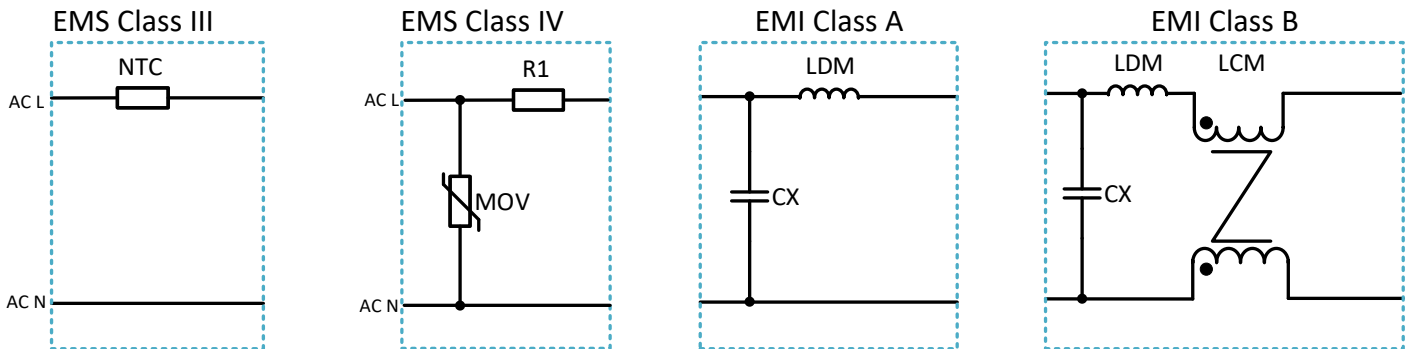 EMS Class III
NTC
AC L
AC N
EMS Class IV
R1
AC L
MOV
AC N
EMI Class A
LDM
CX
EMI Class B
LDM LCM
CX